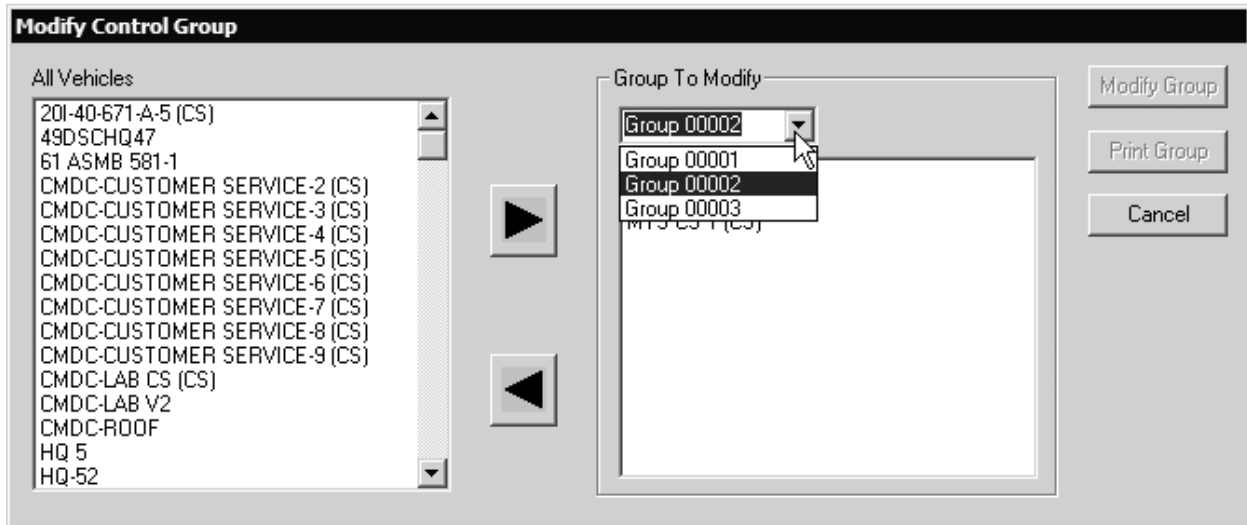 Modify Control Group
All Vehicles
20I-40-671-A-5 (CS)
49DSCHQ47
61 ASMB 581-1
CMDC-CUSTOMER SERVICE-2 (CS)
CMDC-CUSTOMER SERVICE-3 (CS)
CMDC-CUSTOMER SERVICE-4 (CS)
CMDC-CUSTOMER SERVICE-5 (CS)
CMDC-CUSTOMER SERVICE-6 (CS)
CMDC-CUSTOMER SERVICE-7 (CS)
CMDC-CUSTOMER SERVICE-8 (CS)
CMDC-CUSTOMER SERVICE-9 (CS)
CMDC-LAB CS (CS)
CMDC-LAB V2
CMDC-ROOF
HQ 5
HQ-52
Group To Modify
Group 00002
Group 00001
Group 00002
Group 00003
Modify Group
Print Group
Cancel